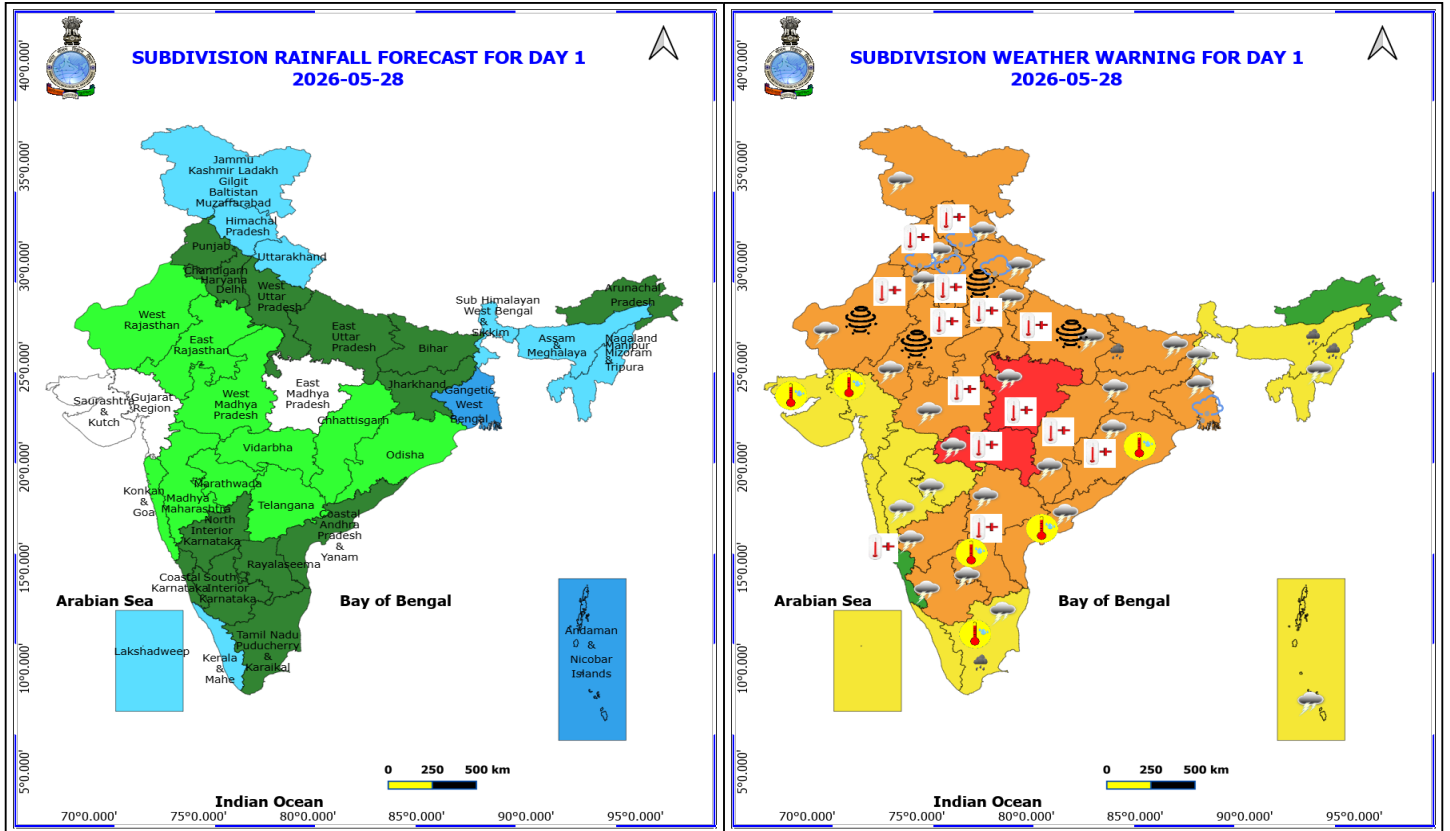 SUBDIVISION RAINFALL FORECAST FOR DAY 1
2026-05-28
40°0.000'
35°0.000'
30°0.000'
25°0.000'
20°0.000'
15°0.000'
10°0.000'
5°0.000'
Jammu
Kashmir Ladakh
Gilgit
Baltistan
Muzaffarabad
Himachal
Pradesh
Punjab
Uttarakhand
Chandigarh
Haryana
Delhi
West
Uttar
Pradesh
Arunachal
Pradesh
Sub Himalayan
West Bengal
&
Sikkim
West
Rajasthan
East
Rajasthan
East
Uttar
Pradesh
Bihar
Assam
&
Meghalaya
Nagaland
Manipur
Mizoram
&
Tripura
Jharkhand
Gangetic
West
Bengal
East
Madhya
Pradesh
West
Madhya
Pradesh
Gujarat
Region
Saurashtra
&
Kutch
Chhattisgarh
Vidarbha
Odisha
Marathwada
Konkan
&
Goa
Madhya
Maharashtra
Telangana
North
Interior
Karnataka
Coastal
Andhra
Pradesh
&
Yanam
Rayalaseema
Coastal
Karnataka
South
Interior
Karnataka
Arabian Sea
Bay of Bengal
Lakshadweep
Kerala
&
Mahe
Tamil Nadu
Puducherry
&
Karaikal
Andaman
&
Nicobar
Islands
0 250 500 km
Indian Ocean
70°0.000' 75°0.000' 80°0.000' 85°0.000' 90°0.000' 95°0.000'
SUBDIVISION WEATHER WARNING FOR DAY 1
2026-05-28
40°0.000'
35°0.000'
30°0.000'
25°0.000'
20°0.000'
15°0.000'
10°0.000'
5°0.000'
Arabian Sea
Bay of Bengal
0 250 500 km
Indian Ocean
70°0.000' 75°0.000' 80°0.000' 85°0.000' 90°0.000' 95°0.000'